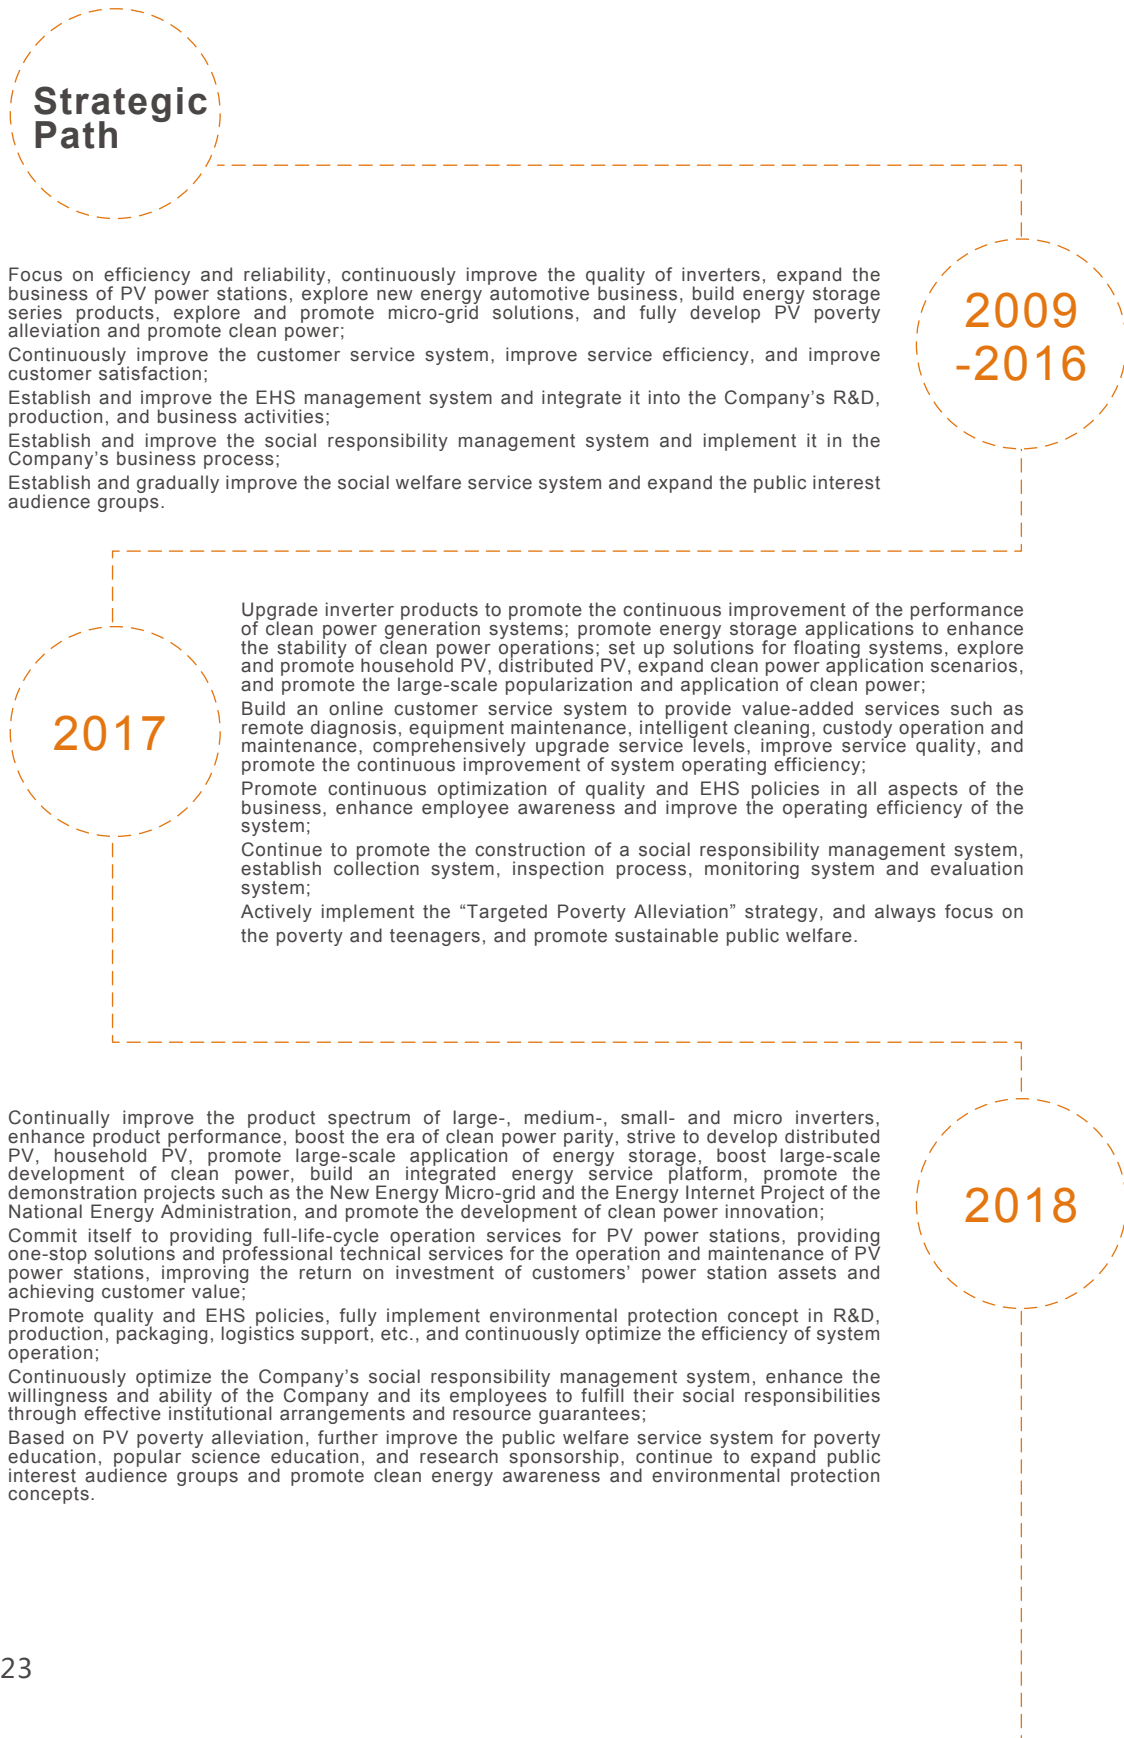 Strategic
Path
Focus on efficiency and reliability, continuously improve the quality of inverters, expand the
business of PV power stations, explore new energy automotive business, build energy storage
series products, explore and promote micro-grid solutions, and fully develop PV poverty
alleviation and promote clean power;
Continuously improve the customer service system, improve service efficiency, and improve
customer satisfaction;
Establish and improve the EHS management system and integrate it into the Company’s R&D,
production, and business activities;
Establish and improve the social responsibility management system and implement it in the
Company’s business process;
Establish and gradually improve the social welfare service system and expand the public interest
audience groups.
2009
-2016
2017
Upgrade inverter products to promote the continuous improvement of the performance
of clean power generation systems; promote energy storage applications to enhance
the stability of clean power operations; set up solutions for floating systems, explore
and promote household PV, distributed PV, expand clean power application scenarios,
and promote the large-scale popularization and application of clean power;
Build an online customer service system to provide value-added services such as
remote diagnosis, equipment maintenance, intelligent cleaning, custody operation and
maintenance, comprehensively upgrade service levels, improve service quality, and
promote the continuous improvement of system operating efficiency;
Promote continuous optimization of quality and EHS policies in all aspects of the
business, enhance employee awareness and improve the operating efficiency of the
system;
Continue to promote the construction of a social responsibility management system,
establish collection system, inspection process, monitoring system and evaluation
system;
Actively implement the “Targeted Poverty Alleviation” strategy, and always focus on
the poverty and teenagers, and promote sustainable public welfare.
Continually improve the product spectrum of large-, medium-, small- and micro inverters,
enhance product performance, boost the era of clean power parity, strive to develop distributed
PV, household PV, promote large-scale application of energy storage, boost large-scale
development of clean power, build an integrated energy service platform, promote the
demonstration projects such as the New Energy Micro-grid and the Energy Internet Project of the
National Energy Administration, and promote the development of clean power innovation;
Commit itself to providing full-life-cycle operation services for PV power stations, providing
one-stop solutions and professional technical services for the operation and maintenance of PV
power stations, improving the return on investment of customers’ power station assets and
achieving customer value;
Promote quality and EHS policies, fully implement environmental protection concept in R&D,
production, packaging, logistics support, etc., and continuously optimize the efficiency of system
operation;
Continuously optimize the Company’s social responsibility management system, enhance the
willingness and ability of the Company and its employees to fulfill their social responsibilities
through effective institutional arrangements and resource guarantees;
Based on PV poverty alleviation, further improve the public welfare service system for poverty
education, popular science education, and research sponsorship, continue to expand public
interest audience groups and promote clean energy awareness and environmental protection
concepts.
2018
23